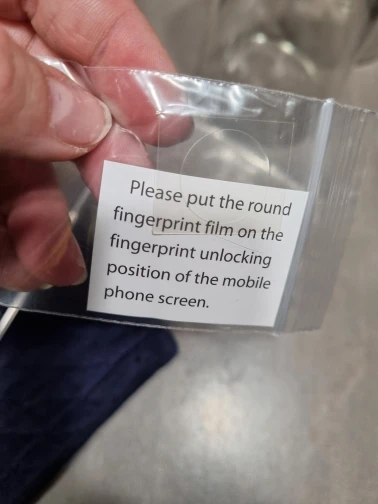 Please put the round
fingerprint film on the
fingerprint unlocking
position of the mobile
phone screen.